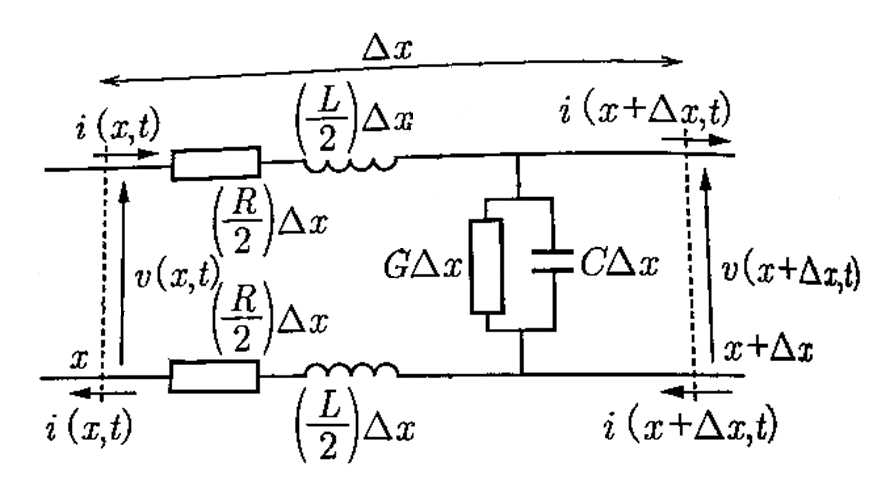 Δx
(L/2)Δx
i (x,t)
i (x+Δx,t)
(R/2)Δx
v(x,t)
GΔx
CΔx
v(x+Δx,t)
(R/2)Δx
x
x+Δx
i (x,t)
(L/2)Δx
i (x+Δx,t)